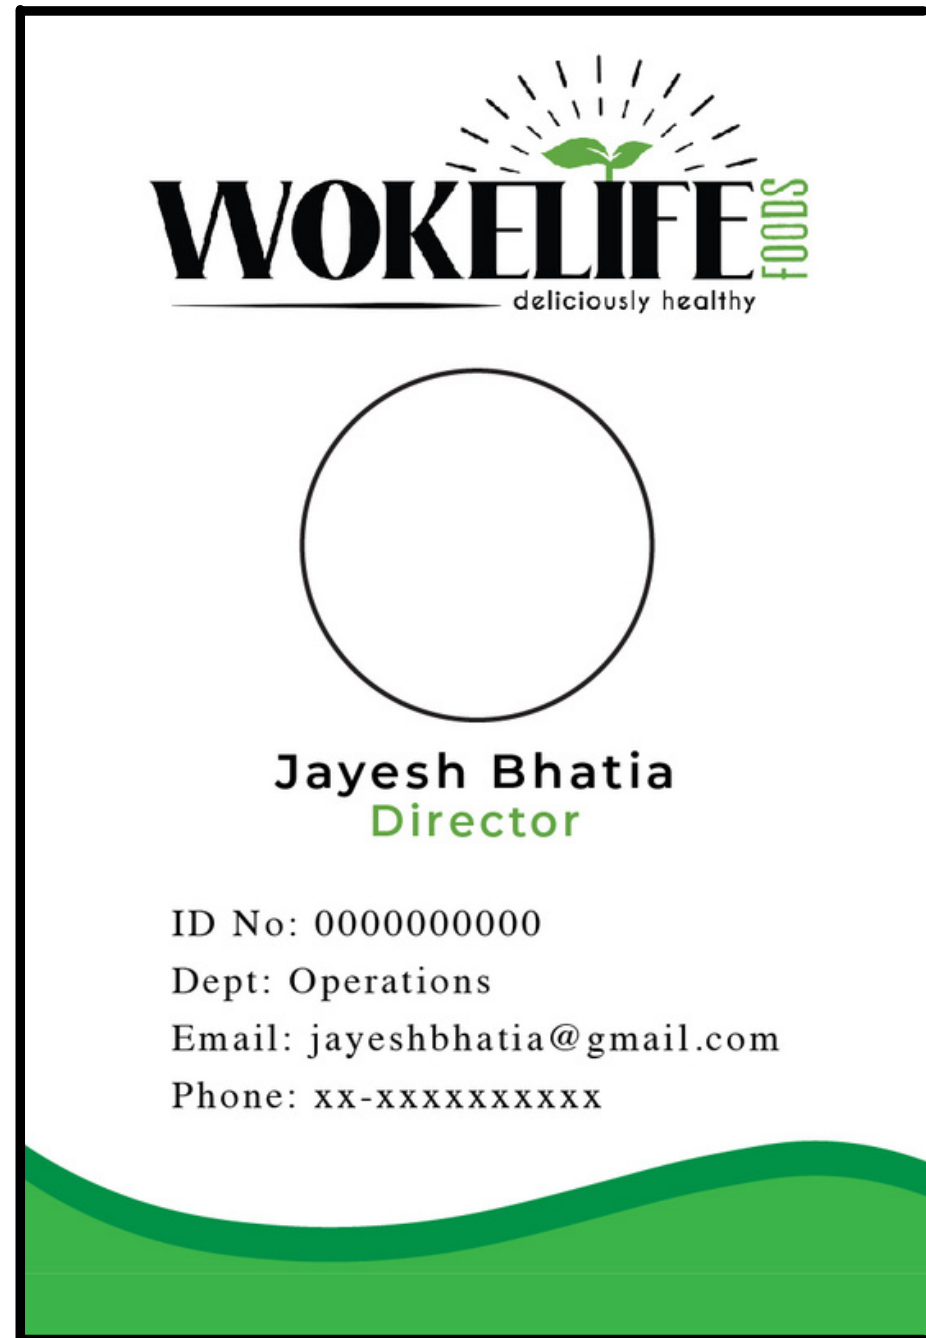 WOKELIFE FOODS
deliciously healthy
Jayesh Bhatia
Director
ID No: 0000000000
Dept: Operations
Email: jayeshbhatia@gmail.com
Phone: xx-xxxxxxxxxx